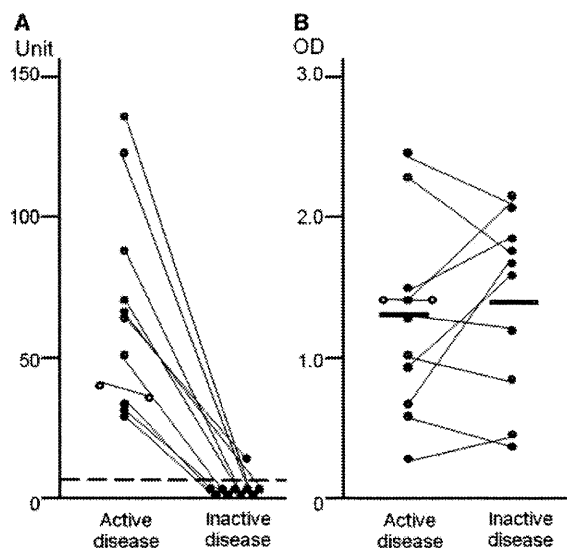 A
Unit
150
100
50
0
Active
disease
Inactive
disease
B
OD
3.0
2.0
1.0
0
Active
disease
Inactive
disease